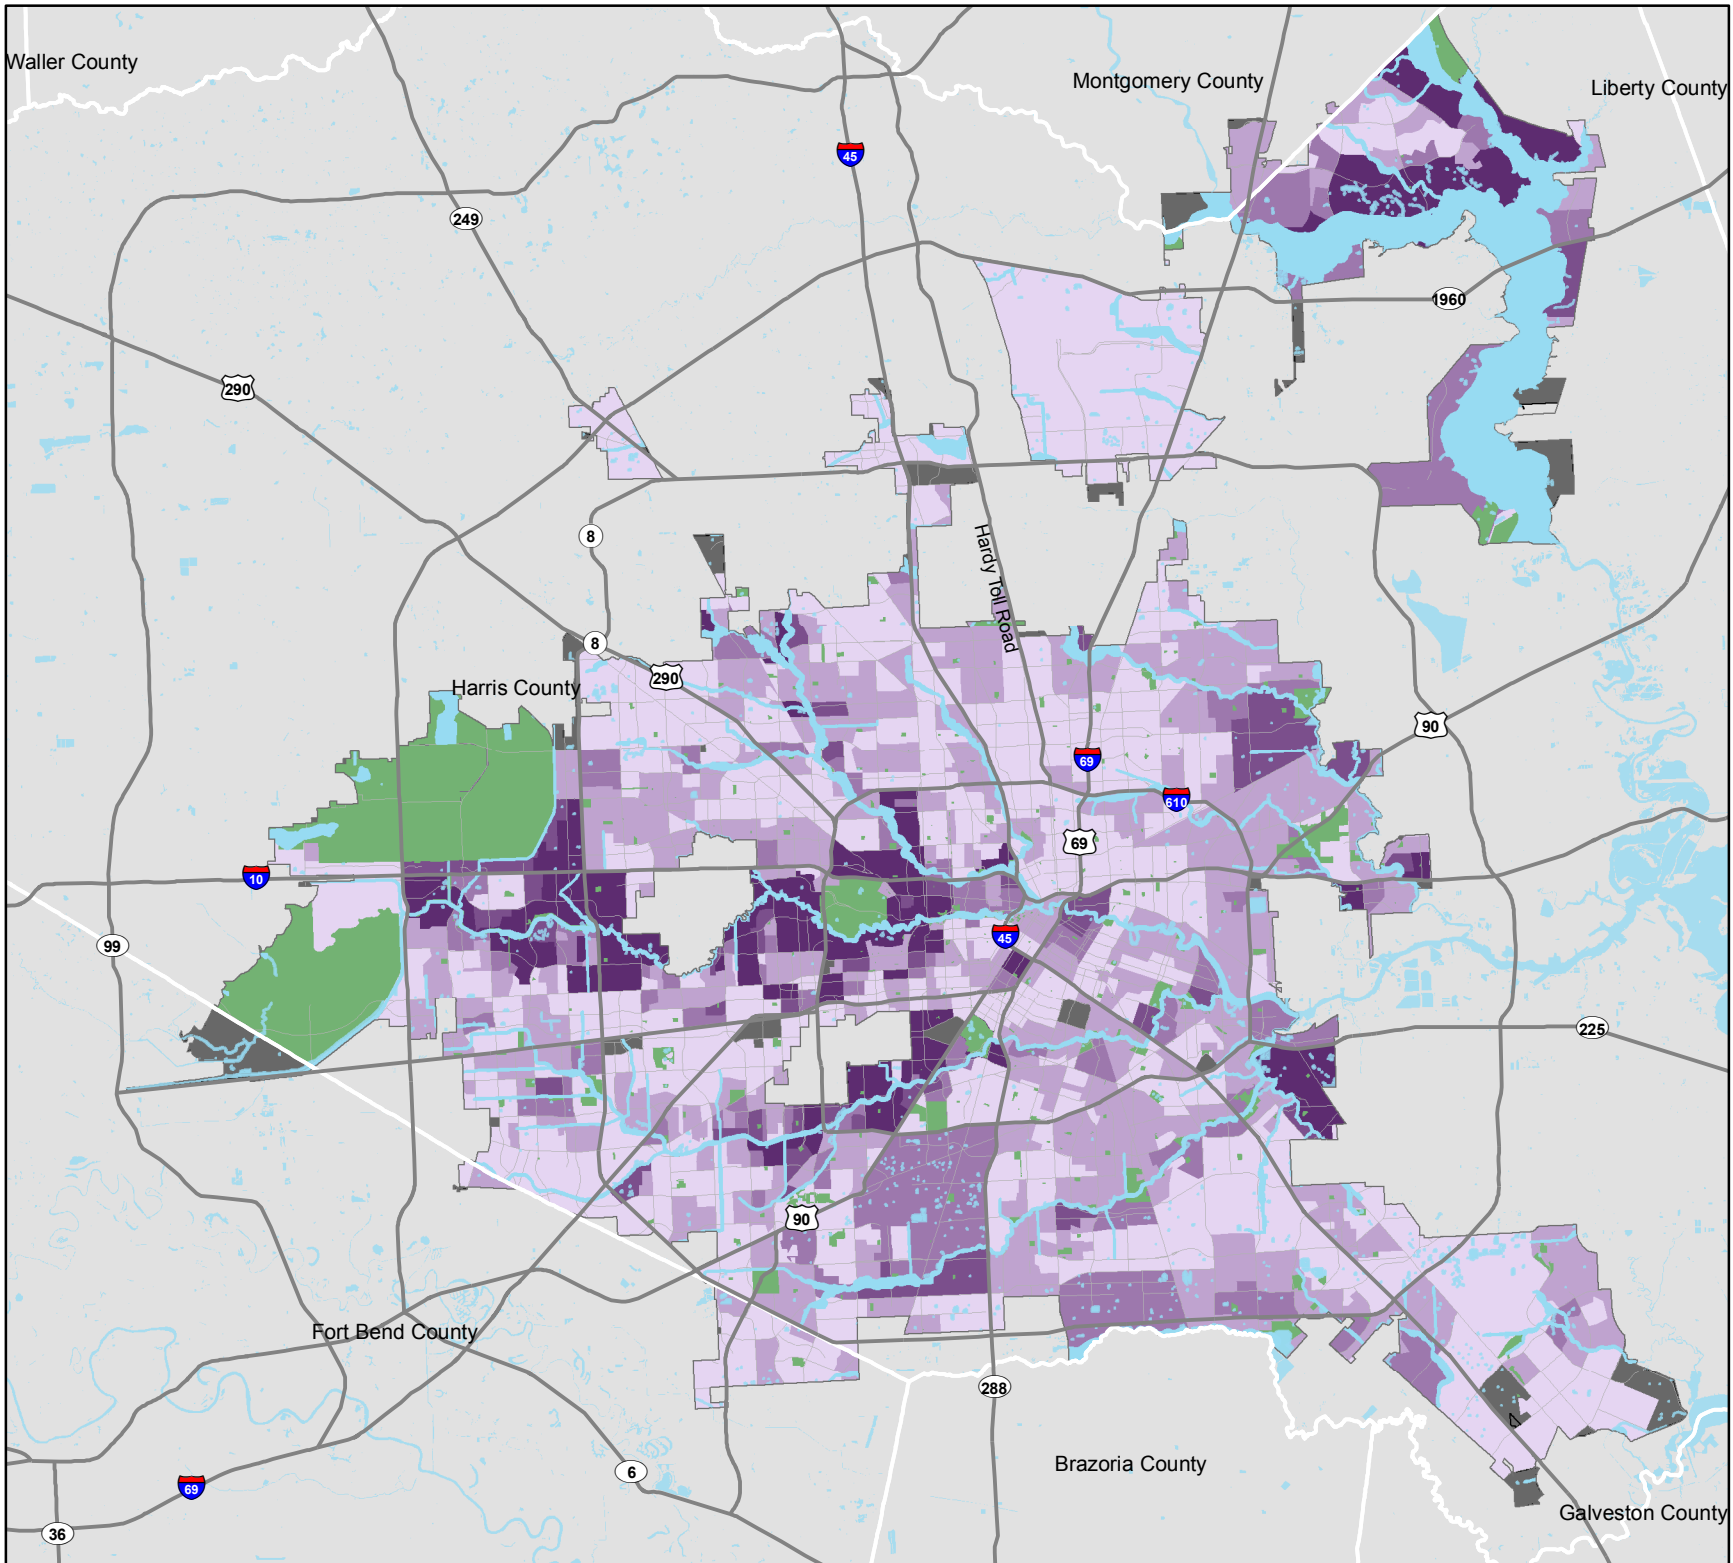 Waller County
Montgomery County
Liberty County
45
249
1960
290
8
Hardy Toll Road
8
290
Harris County
90
69
610
69
10
45
99
225
90
Fort Bend County
288
Brazoria County
6
69
Galveston County
36